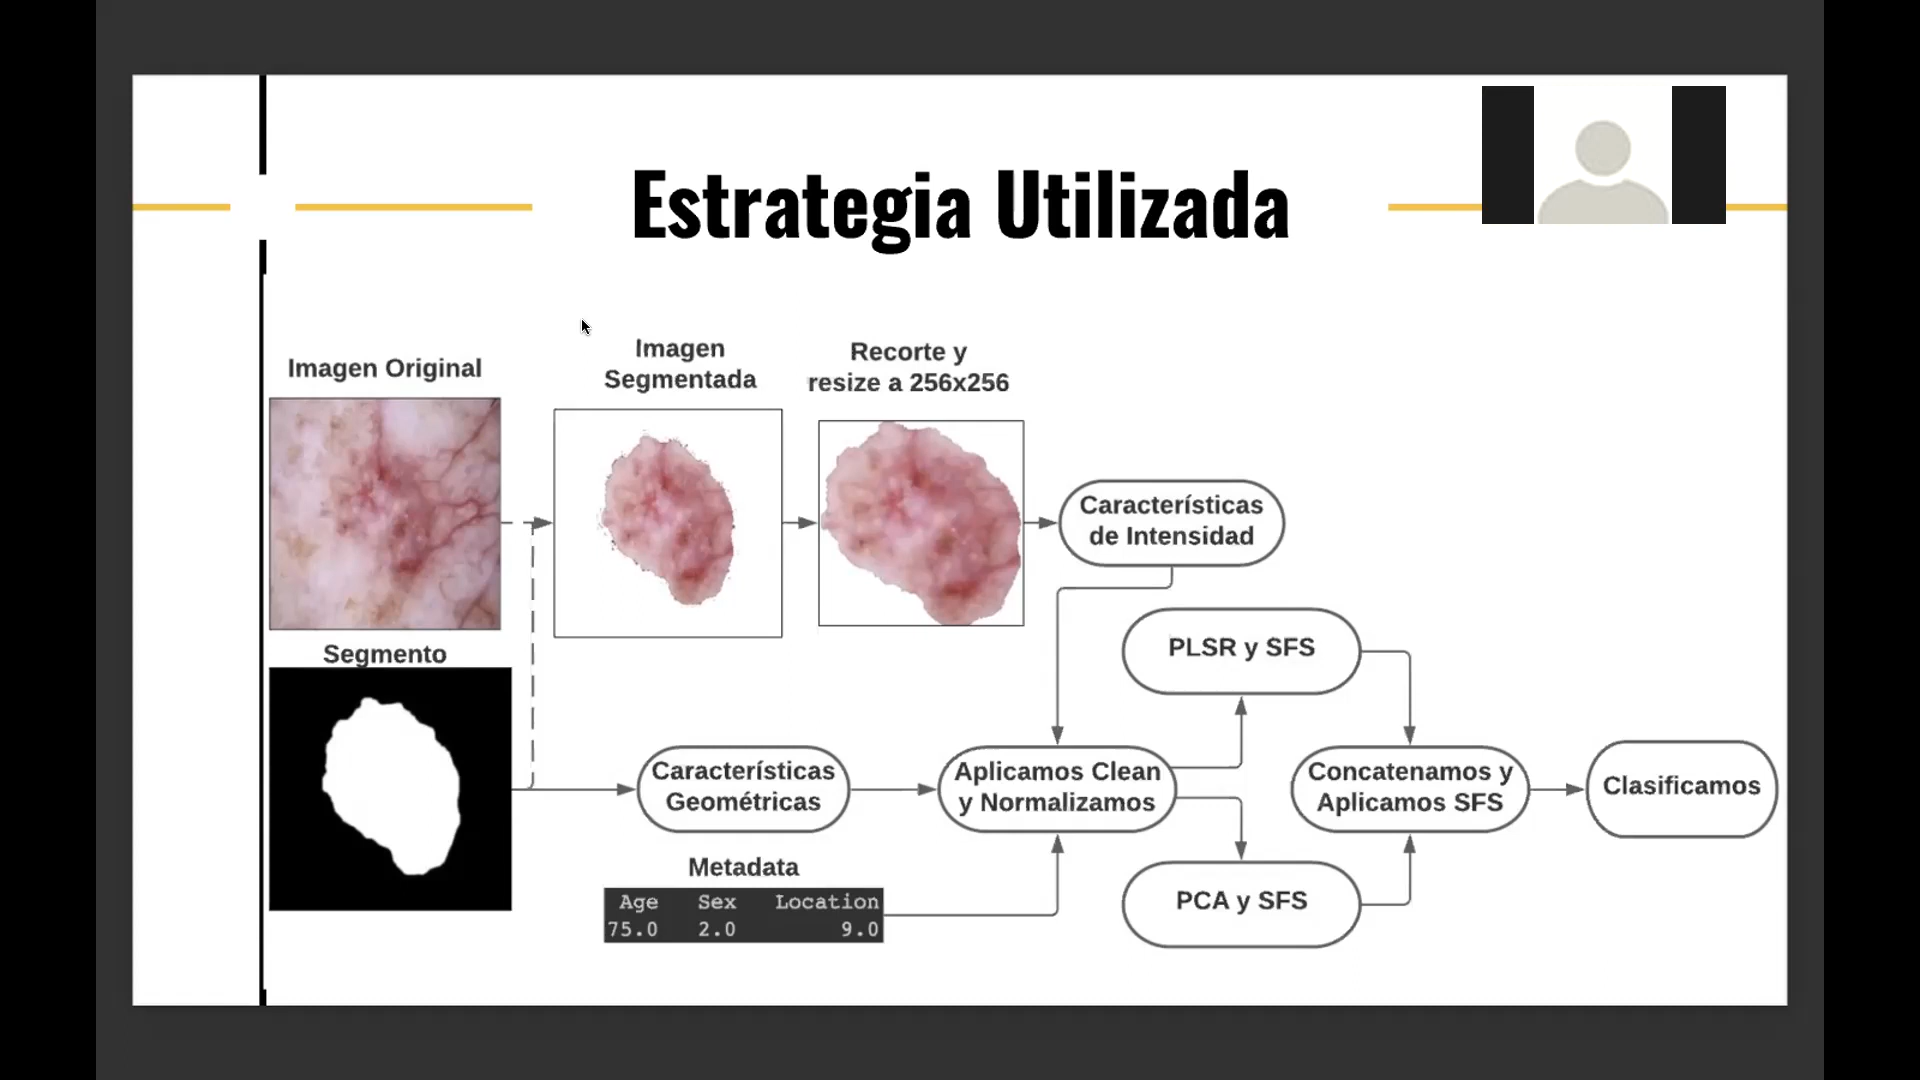 Estrategia Utilizada
Imagen Original
Imagen
Segmentada
Recorte y
resize a 256x256
Características
de Intensidad
Segmento
PLSR y SFS
Características
Geométricas
Aplicamos Clean
y Normalizamos
Concatenamos y
Aplicamos SFS
Clasificamos
Metadata
Age Sex Location
75.0 2.0 9.0
PCA y SFS